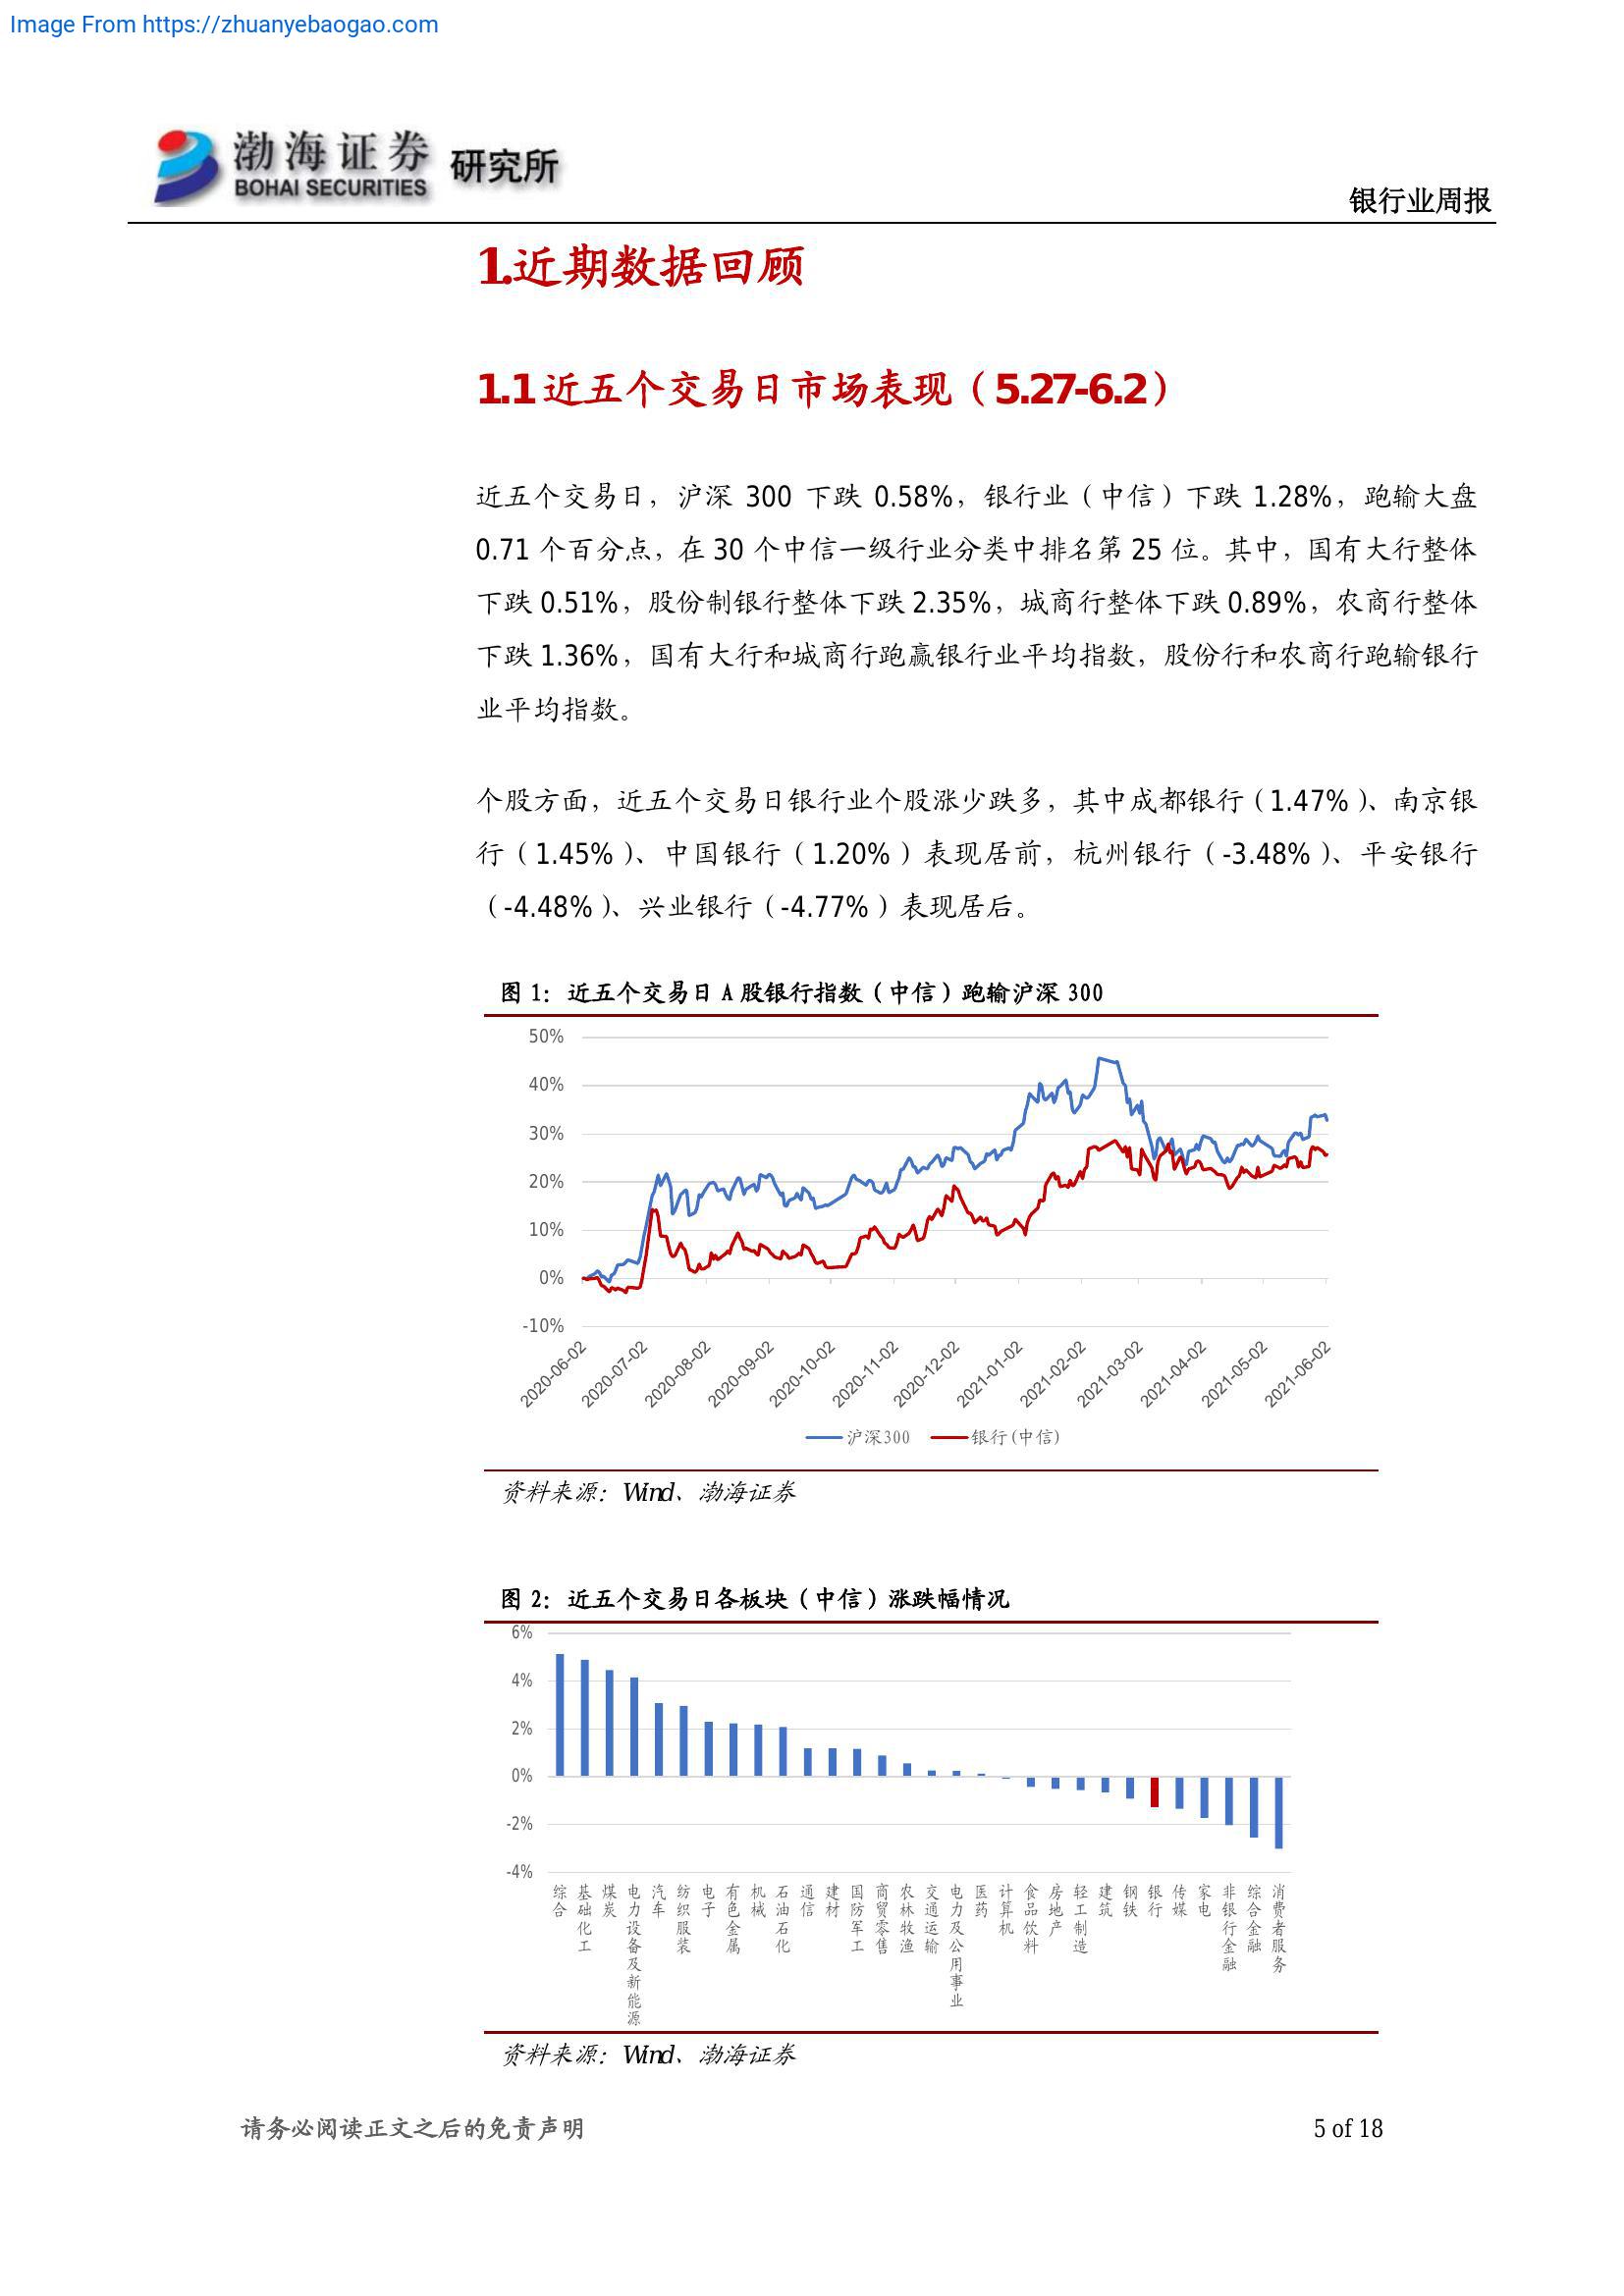 Image From https://zhuanyebaogao.com
渤海证券 研究所
BOHAI SECURITIES
银行业周报
1.近期数据回顾
1.1 近五个交易日市场表现（5.27-6.2）
近五个交易日，沪深 300 下跌 0.58%，银行业（中信）下跌 1.28%，跑输大盘
0.71 个百分点，在 30 个中信一级行业分类中排名第 25 位。其中，国有大行整体
下跌 0.51%，股份制银行整体下跌 2.35%，城商行整体下跌 0.89%，农商行整体
下跌 1.36%，国有大行和城商行跑赢银行业平均指数，股份行和农商行跑输银行
业平均指数。
个股方面，近五个交易日银行业个股涨少跌多，其中成都银行（1.47%）、南京银
行（1.45%）、中国银行（1.20%）表现居前，杭州银行（-3.48%）、平安银行
（-4.48%）、兴业银行（-4.77%）表现居后。
图 1：近五个交易日 A 股银行指数（中信）跑输沪深 300
50%
40%
30%
20%
10%
0%
-10%
2020-06-02
2020-07-02
2020-08-02
2020-09-02
2020-10-02
2020-11-02
2020-12-02
2021-01-02
2021-02-02
2021-03-02
2021-04-02
2021-05-02
2021-06-02
沪深300 银行(中信)
资料来源：Wind、渤海证券
图 2：近五个交易日各板块（中信）涨跌幅情况
6%
4%
2%
0%
-2%
-4%
综合
基础化工
煤炭
电力设备及新能源
汽车
纺织服装
电子
有色金属
机械
石油石化
通信
建材
国防军工
商贸零售
农林牧渔
交通运输
电力及公用事业
医药
计算机
食品饮料
房地产
轻工制造
建筑
钢铁
银行
传媒
家电
非银行金融
综合金融
消费者服务
资料来源：Wind、渤海证券
请务必阅读正文之后的免责声明
5 of 18